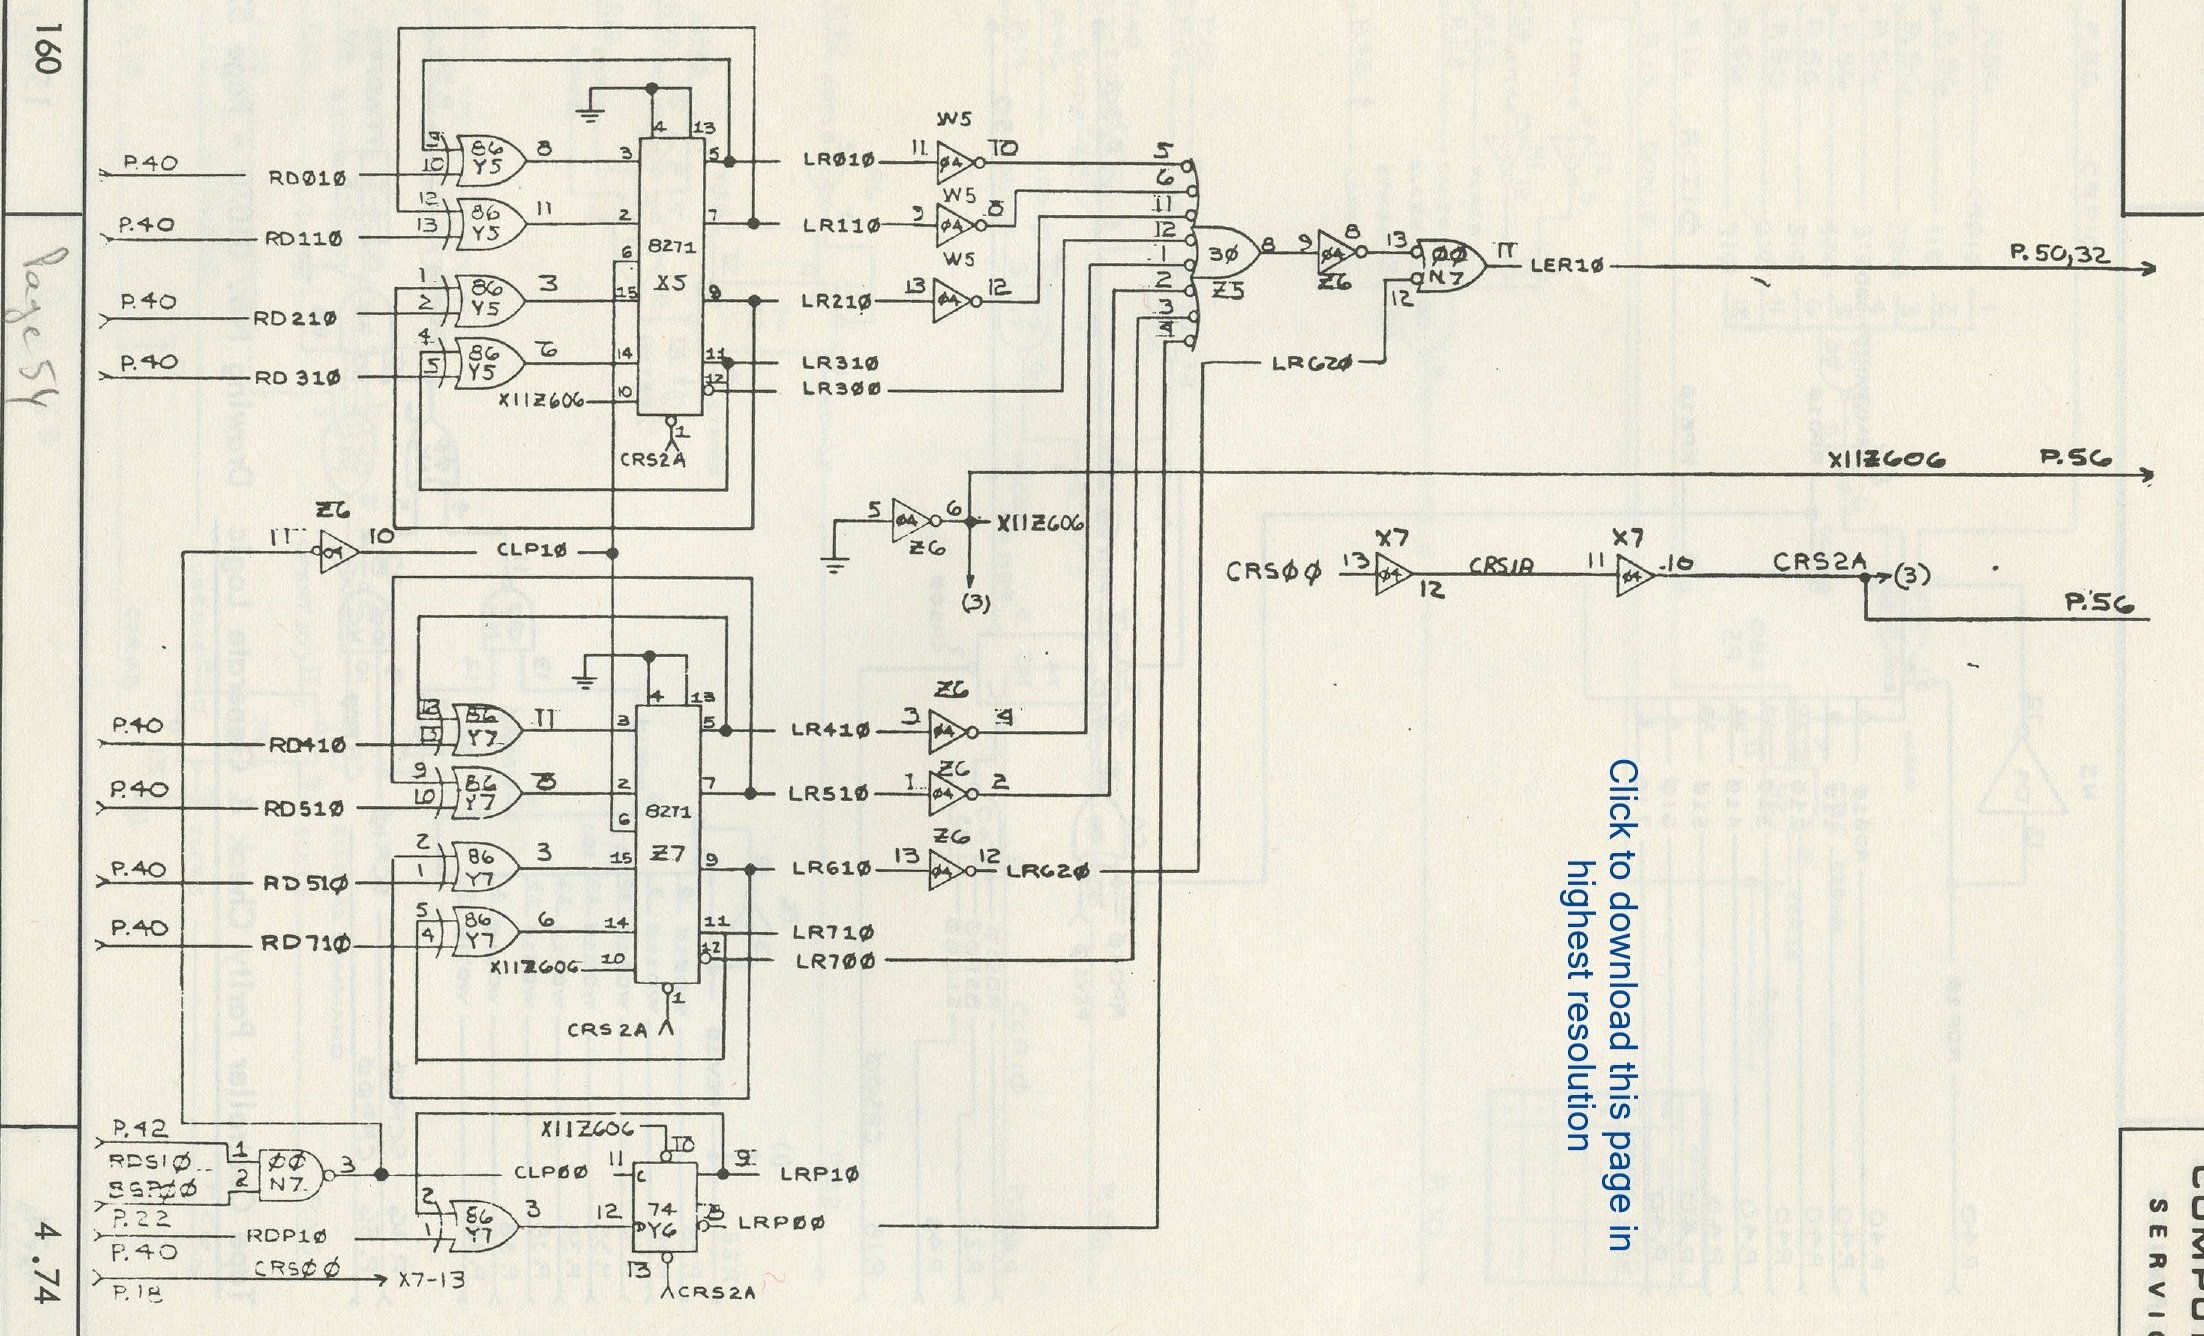 160
Page 54
4.74
P.40
RDØ1Ø
9
10
86
Y5
8
P.40
RD11Ø
12
13
86
Y5
11
P.40
RD21Ø
1
2
86
Y5
3
P.40
RD31Ø
4
5
86
Y5
6
X11Z606
4
13
3
2
6
15
14
10
8271
X5
5
7
9
11
12
1
CRS2A
LRØ1Ø
11
W5
Ø4
10
LR11Ø
9
W5
Ø4
8
LR21Ø
13
W5
Ø4
12
LR31Ø
LR3ØØ
5
6
11
12
1
2
3
4
3Ø
Z5
8
9
Ø4
Z6
8
13
12
ØØ
N7
11
LER1Ø
P.50,32
LR62Ø
X11Z606
P.56
5
Ø4
6
Z6
X11Z606
(3)
CRSØØ
13
X7
Ø4
12
CRS1A
11
X7
Ø4
10
CRS2A
(3)
P.56
11
Z6
Ø4
10
CLP1Ø
P.40
RD41Ø
12
13
86
Y7
11
P.40
RD51Ø
9
10
86
Y7
8
P.40
RD51Ø
2
1
86
Y7
3
P.40
RD71Ø
5
4
86
Y7
6
X11Z606
4
13
3
2
6
15
14
10
8271
Z7
5
7
9
11
12
1
CRS2A
LR41Ø
3
Z6
Ø4
4
LR51Ø
1
Z6
Ø4
2
LR61Ø
13
Z6
Ø4
12
LR62Ø
LR71Ø
LR7ØØ
P.42
RDS1Ø
1
2
ØØ
N7
3
P.22
CLPØØ
11
X11Z606
10
C
74
Y6
D
9
LRP1Ø
8
LRPØØ
12
13
CRS2A
RDP1Ø
P.40
2
1
86
Y7
3
CRSØØ
X7-13
P.18
Click to download this page in
highest resolution
SERVIC